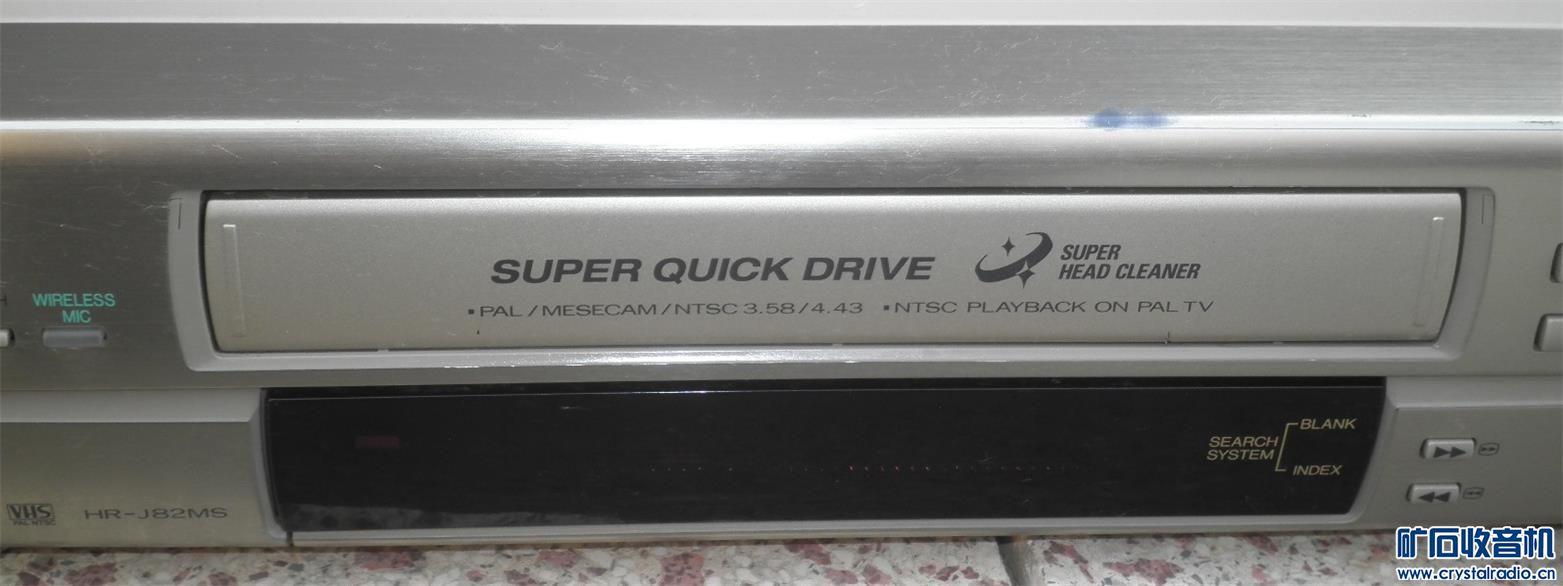 SUPER QUICK DRIVE
SUPER
HEAD CLEANER
▪PAL/MESECAM/NTSC 3.58/4.43 ▪NTSC PLAYBACK ON PAL TV
WIRELESS
MIC
BLANK
SEARCH
SYSTEM
INDEX
VHS
PAL NTSC
HR-J82MS
矿石收音机
www.crystalradio.cn